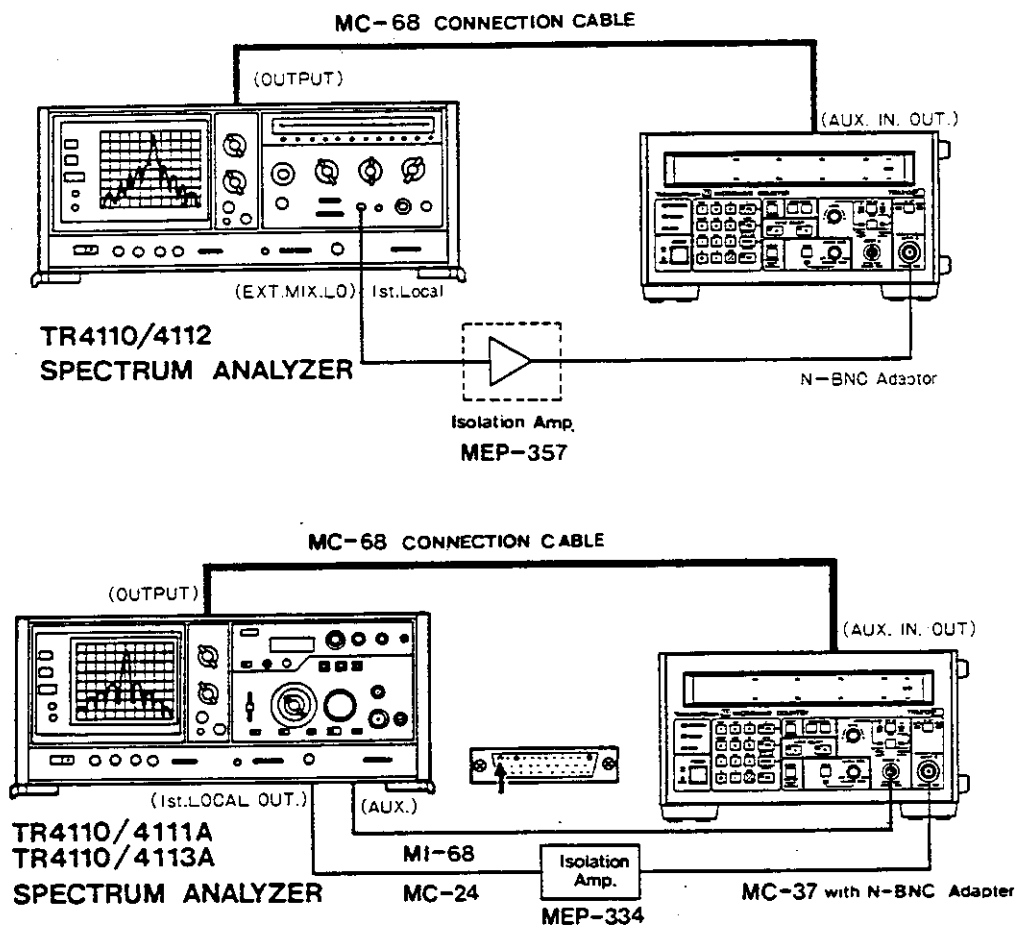 MC-68 CONNECTION CABLE
(OUTPUT)
(AUX. IN. OUT.)
(EXT.MIX.LO) 1st.Local
TR4110/4112
SPECTRUM ANALYZER
N-BNC Adaptor
Isolation Amp.
MEP-357
MC-68 CONNECTION CABLE
(OUTPUT)
(AUX. IN. OUT)
(1st.LOCAL OUT.)
(AUX.)
TR4110/4111A
TR4110/4113A
SPECTRUM ANALYZER
MI-68
MC-24
Isolation
Amp.
MEP-334
MC-37 with N-BNC Adapter